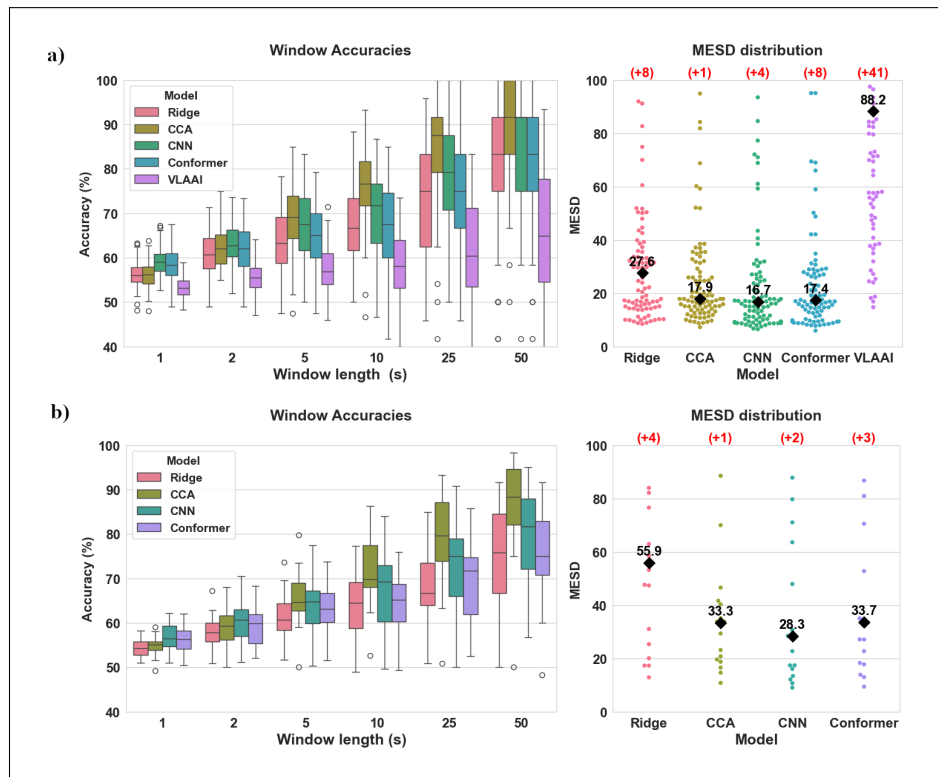 a)
Window Accuracies
100
90
80
70
60
50
40
Accuracy (%)
Model
Ridge
CCA
CNN
Conformer
VLAAI
1 2 5 10 25 50
Window length (s)
MESD distribution
(+8) (+1) (+4) (+8) (+41)
100
80
60
40
20
0
MESD
27.6
17.9
16.7
17.4
88.2
Ridge CCA CNN Conformer VLAAI
Model
b)
Window Accuracies
100
90
80
70
60
50
40
Accuracy (%)
Model
Ridge
CCA
CNN
Conformer
1 2 5 10 25 50
Window length (s)
MESD distribution
(+4) (+1) (+2) (+3)
100
80
60
40
20
0
MESD
55.9
33.3
28.3
33.7
Ridge CCA CNN Conformer
Model